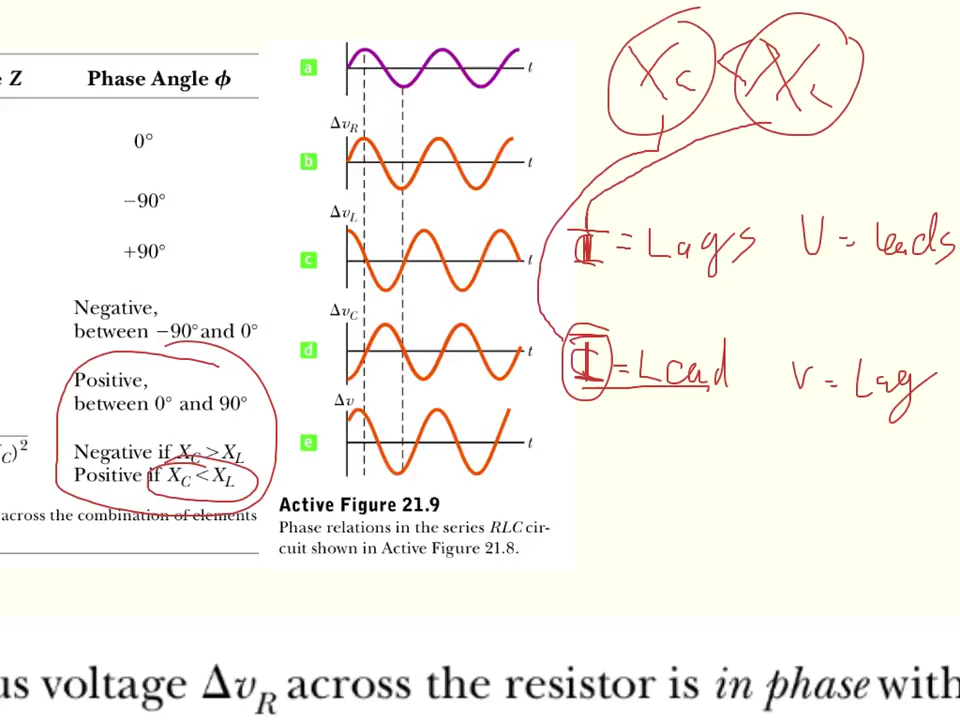 e Z Phase Angle ϕ
0°
−90°
+90°
Negative,
between −90° and 0°
Positive,
between 0° and 90°
C)² Negative if X_C > X_L
Positive if X_C < X_L
across the combination of elements
a t
Δv_R
b t
Δv_L
c t
Δv_C
d t
Δv
e t
Active Figure 21.9
Phase relations in the series RLC cir-
cuit shown in Active Figure 21.8.
X_C < X_L
I = Lags V = leads
I = Lead V = Lag
us voltage Δv_R across the resistor is in phase with